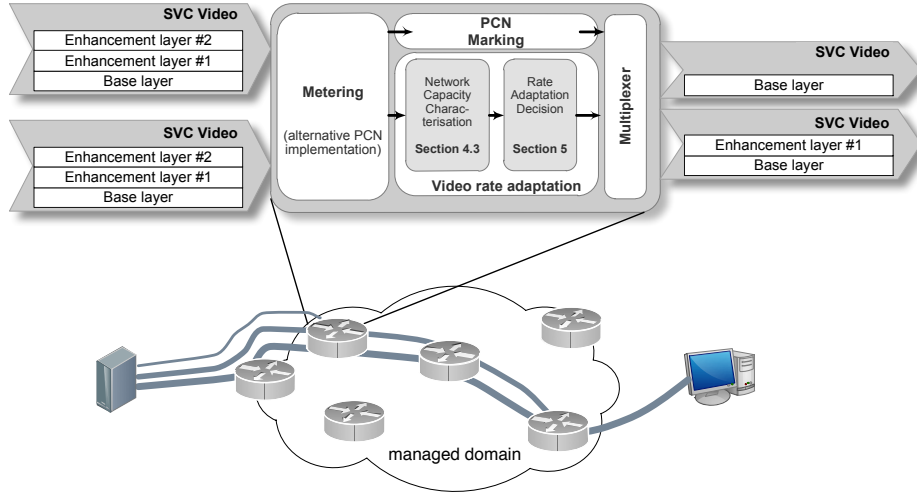 SVC Video
Enhancement layer #2
Enhancement layer #1
Base layer
SVC Video
Enhancement layer #2
Enhancement layer #1
Base layer
Metering
(alternative PCN
implementation)
PCN
Marking
Network
Capacity
Charac-
terisation
Section 4.3
Rate
Adaptation
Decision
Section 5
Video rate adaptation
Multiplexer
SVC Video
Base layer
SVC Video
Enhancement layer #1
Base layer
managed domain